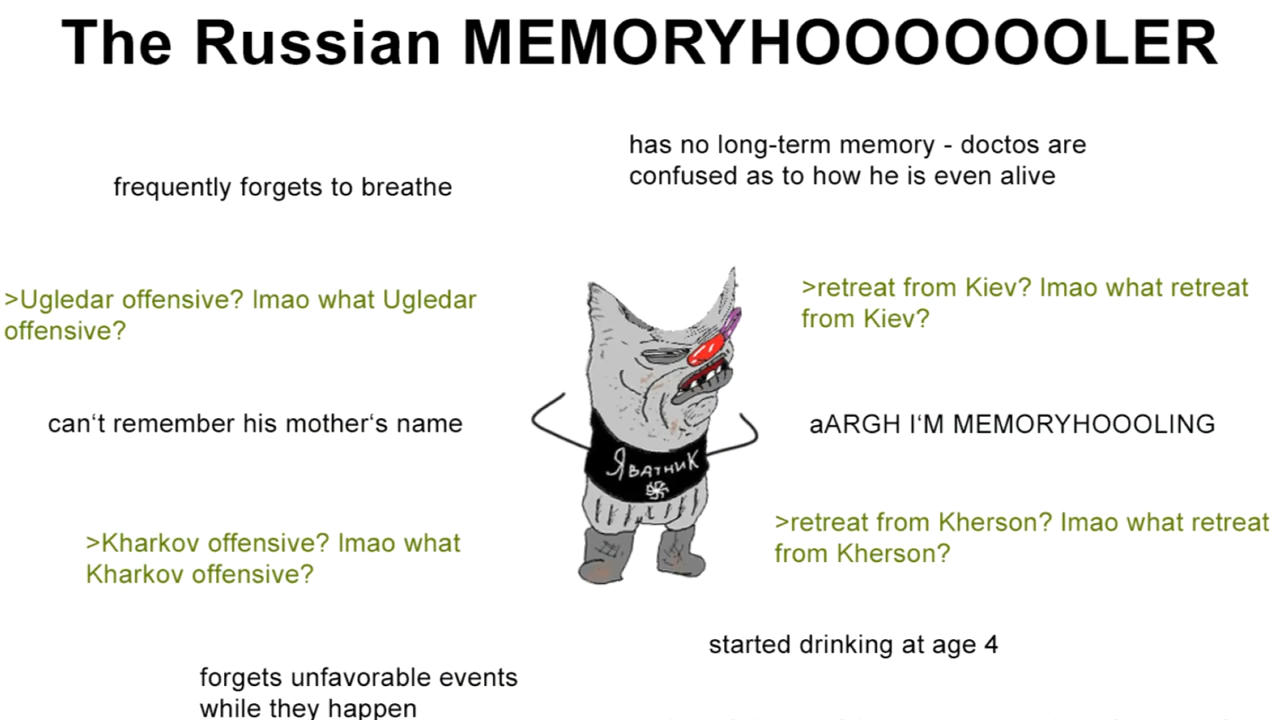 The Russian MEMORYHOOOOOOLER
has no long-term memory - doctos are
confused as to how he is even alive
frequently forgets to breathe
>Ugledar offensive? lmao what Ugledar
offensive?
>retreat from Kiev? lmao what retreat
from Kiev?
can‘t remember his mother‘s name
aARGH I‘M MEMORYHOOOLING
ЯВАТНИК
>Kharkov offensive? lmao what
Kharkov offensive?
>retreat from Kherson? lmao what retreat
from Kherson?
started drinking at age 4
forgets unfavorable events
while they happen